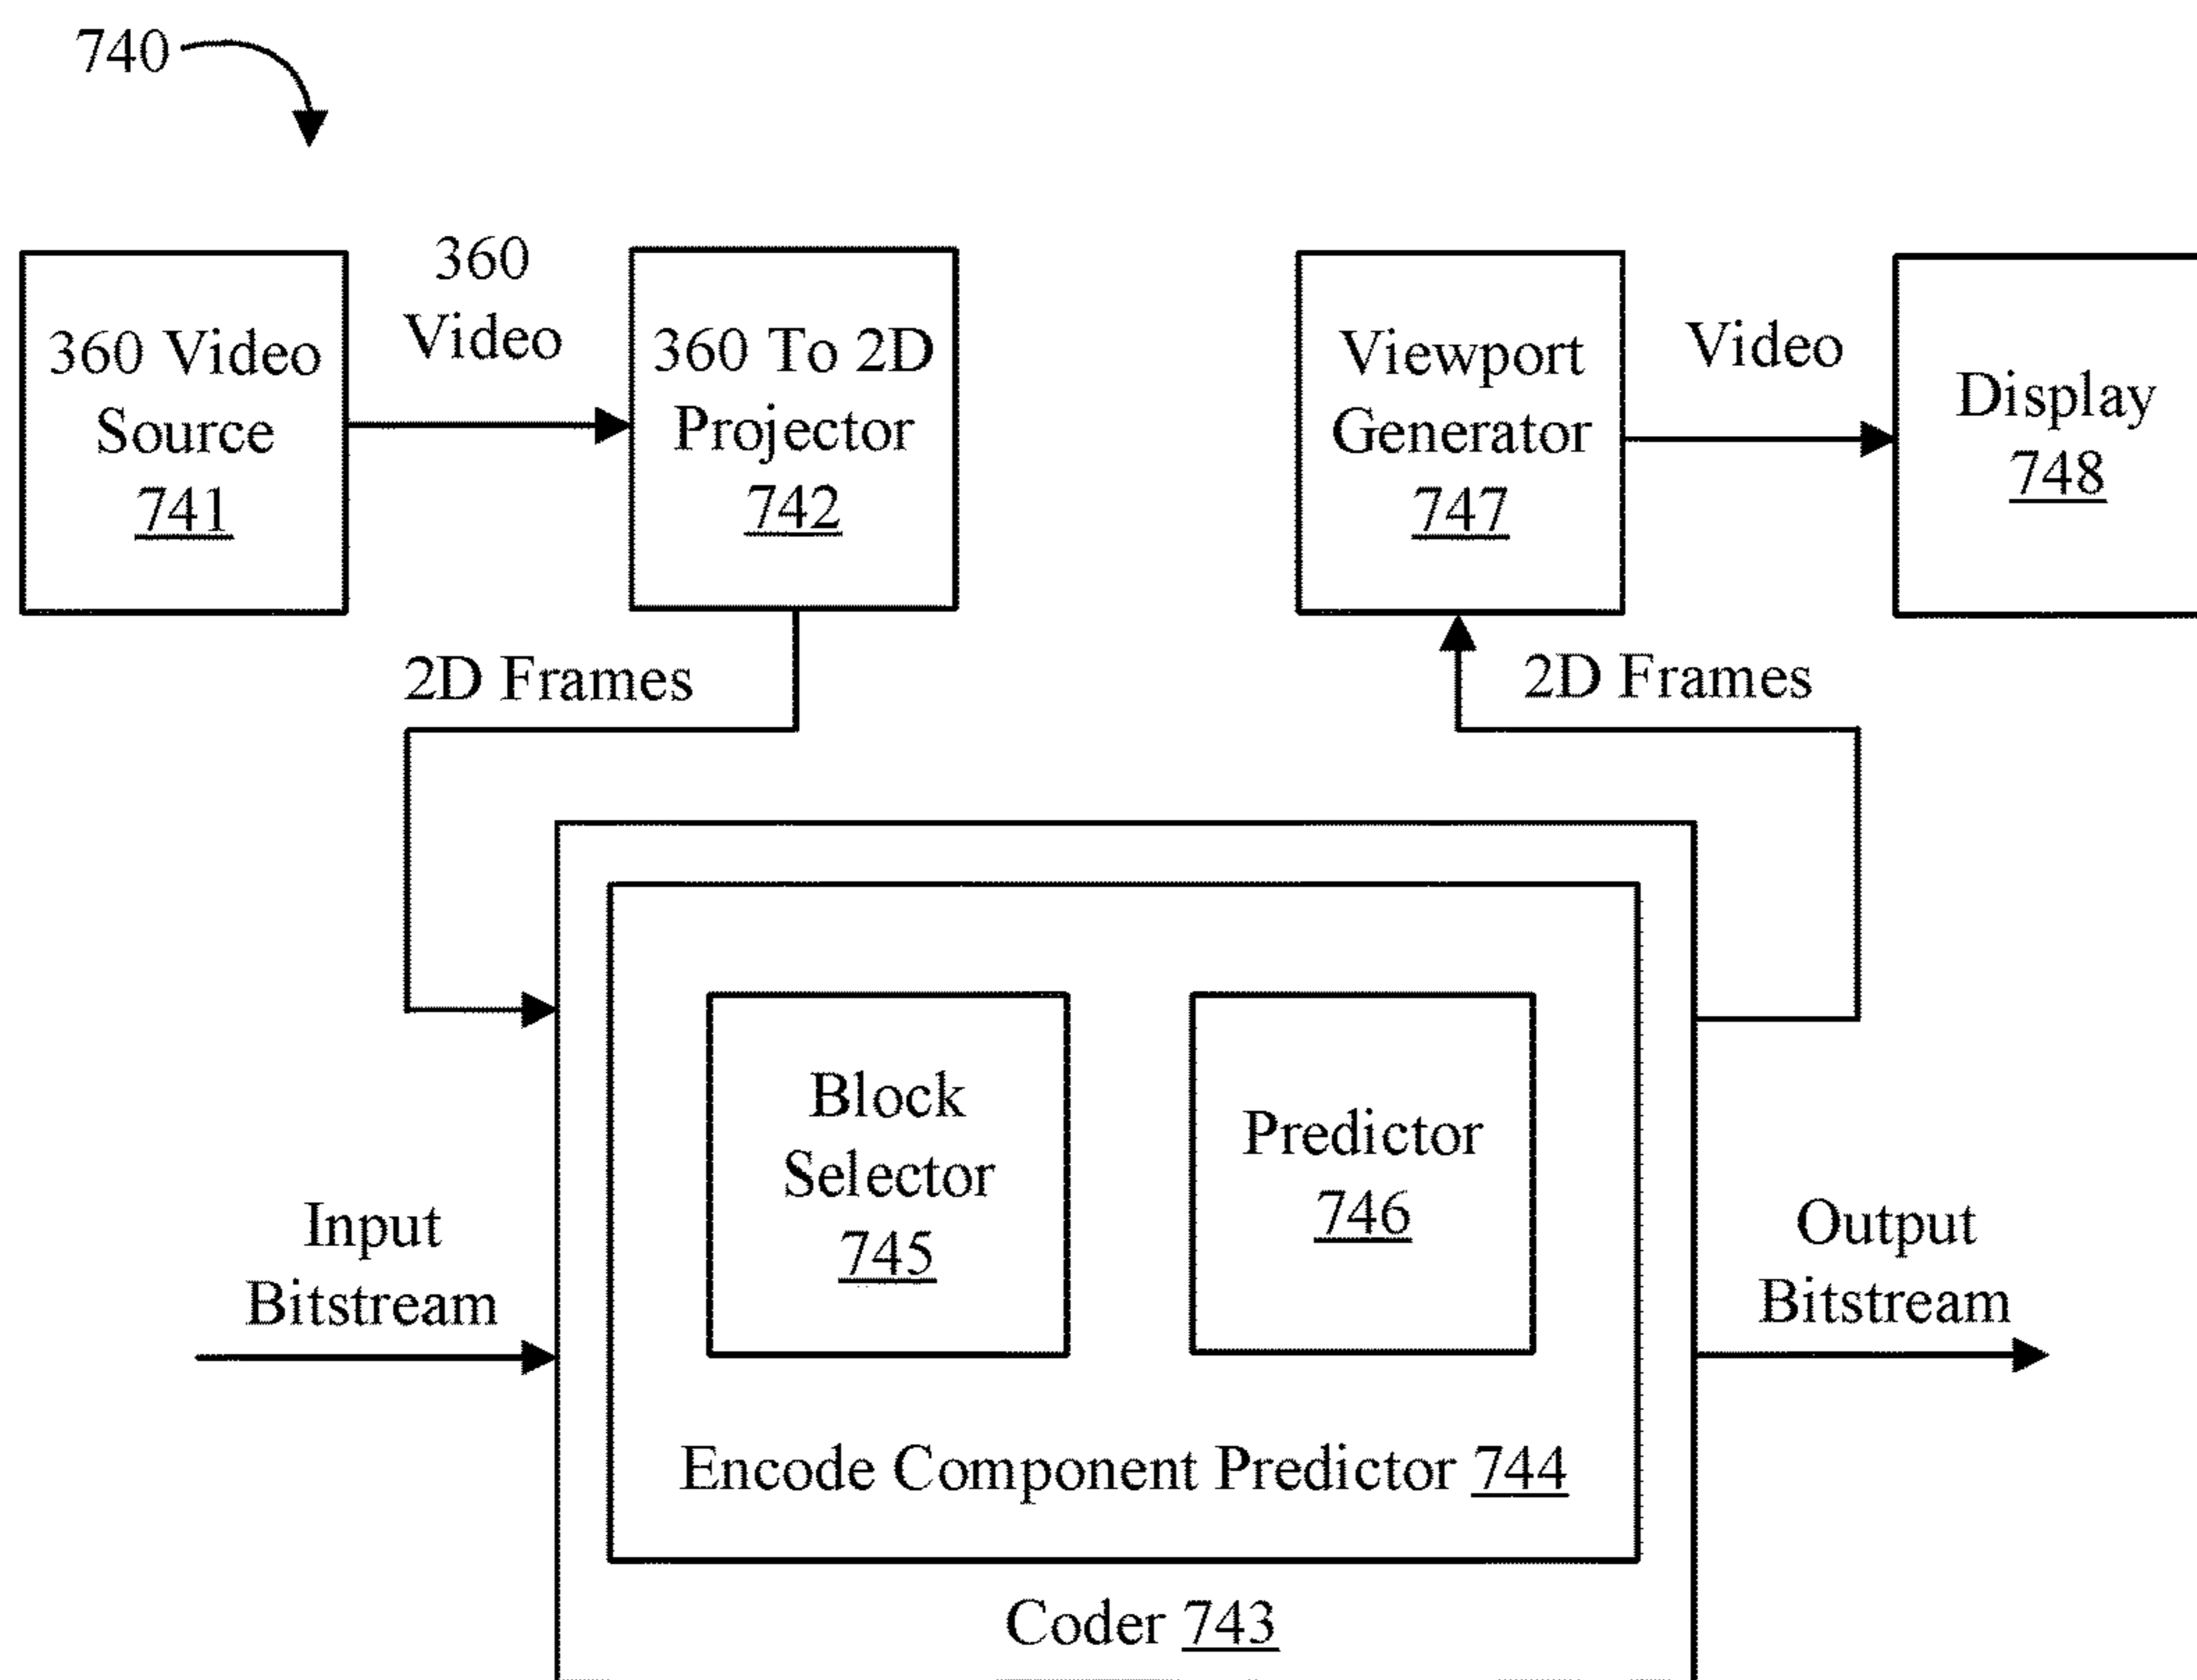 740
360 Video
Source
741
360
Video
360 To 2D
Projector
742
Viewport
Generator
747
Video
Display
748
2D Frames
2D Frames
Block
Selector
745
Predictor
746
Input
Bitstream
Output
Bitstream
Encode Component Predictor 744
Coder 743